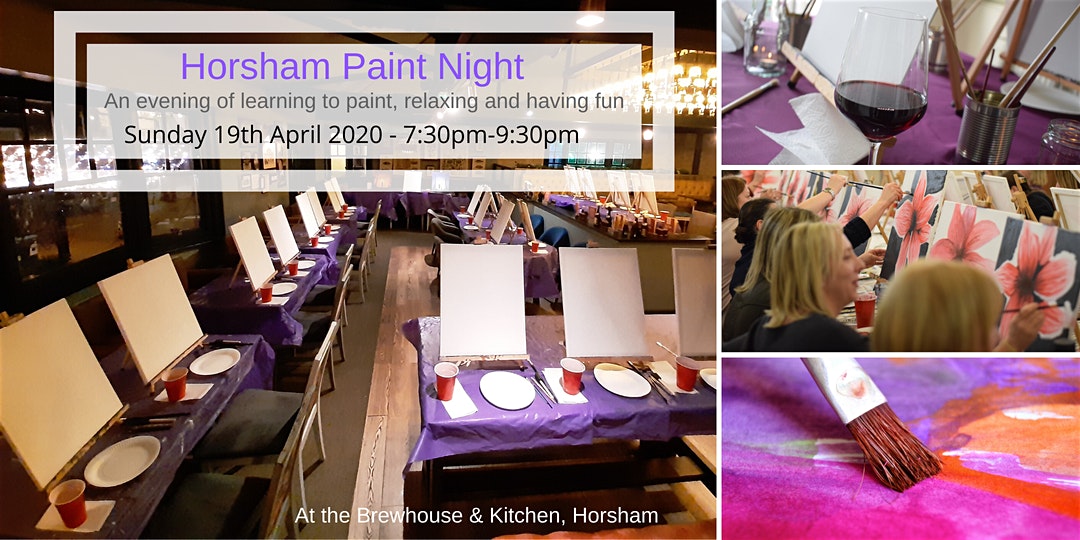 Horsham Paint Night
An evening of learning to paint, relaxing and having fun
Sunday 19th April 2020 - 7:30pm-9:30pm
At the Brewhouse & Kitchen, Horsham